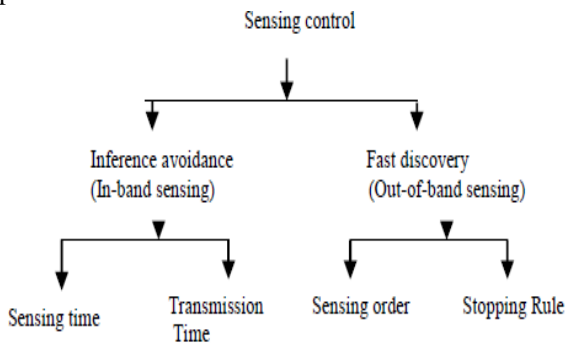 Sensing control
Inference avoidance
(In-band sensing)
Fast discovery
(Out-of-band sensing)
Sensing time
Transmission
Time
Sensing order
Stopping Rule